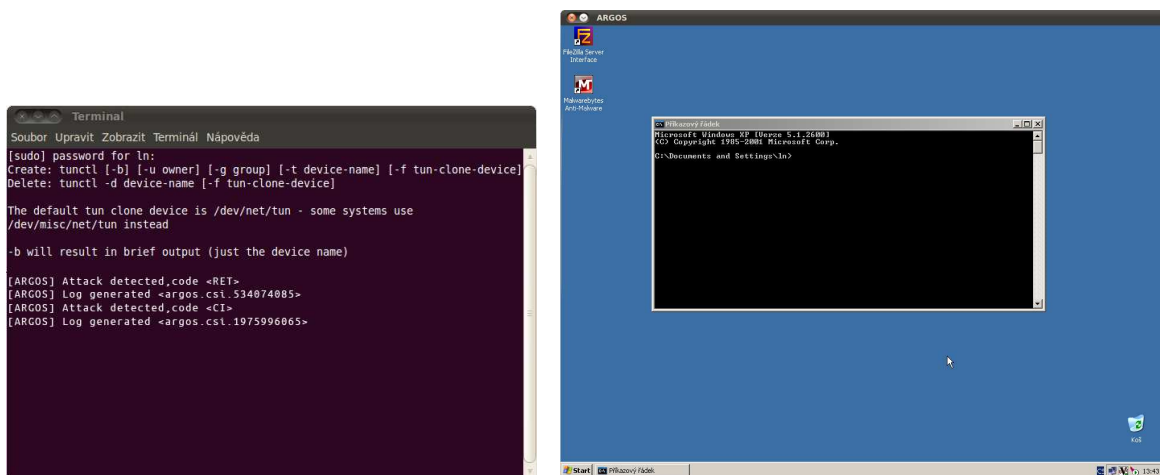 Terminal
Soubor Upravit Zobrazit Terminál Nápověda
[sudo] password for ln:
Create: tunctl [-b] [-u owner] [-g group] [-t device-name] [-f tun-clone-device]
Delete: tunctl -d device-name [-f tun-clone-device]
The default tun clone device is /dev/net/tun - some systems use
/dev/misc/net/tun instead
-b will result in brief output (just the device name)
[ARGOS] Attack detected,code <RET>
[ARGOS] Log generated <argos.csi.534074085>
[ARGOS] Attack detected,code <CI>
[ARGOS] Log generated <argos.csi.1975996065>
ARGOS
FileZilla Server
Interface
Malwarebytes
Anti-Malware
Příkazový řádek
Microsoft Windows XP [Verze 5.1.2600]
(C) Copyright 1985-2001 Microsoft Corp.
C:\Documents and Settings\ln>
Koš
Start
Příkazový řádek
13:43